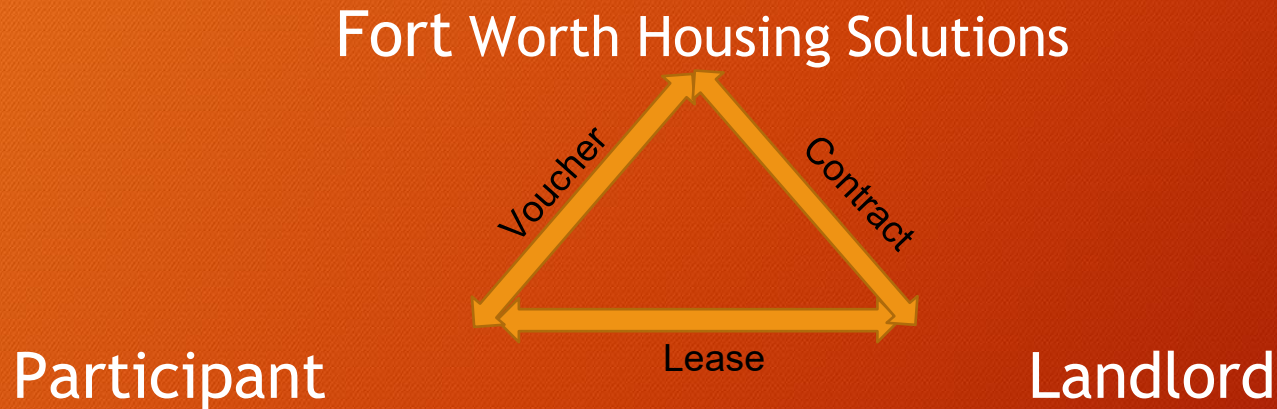 Fort Worth Housing Solutions
Voucher
Contract
Lease
Participant
Landlord